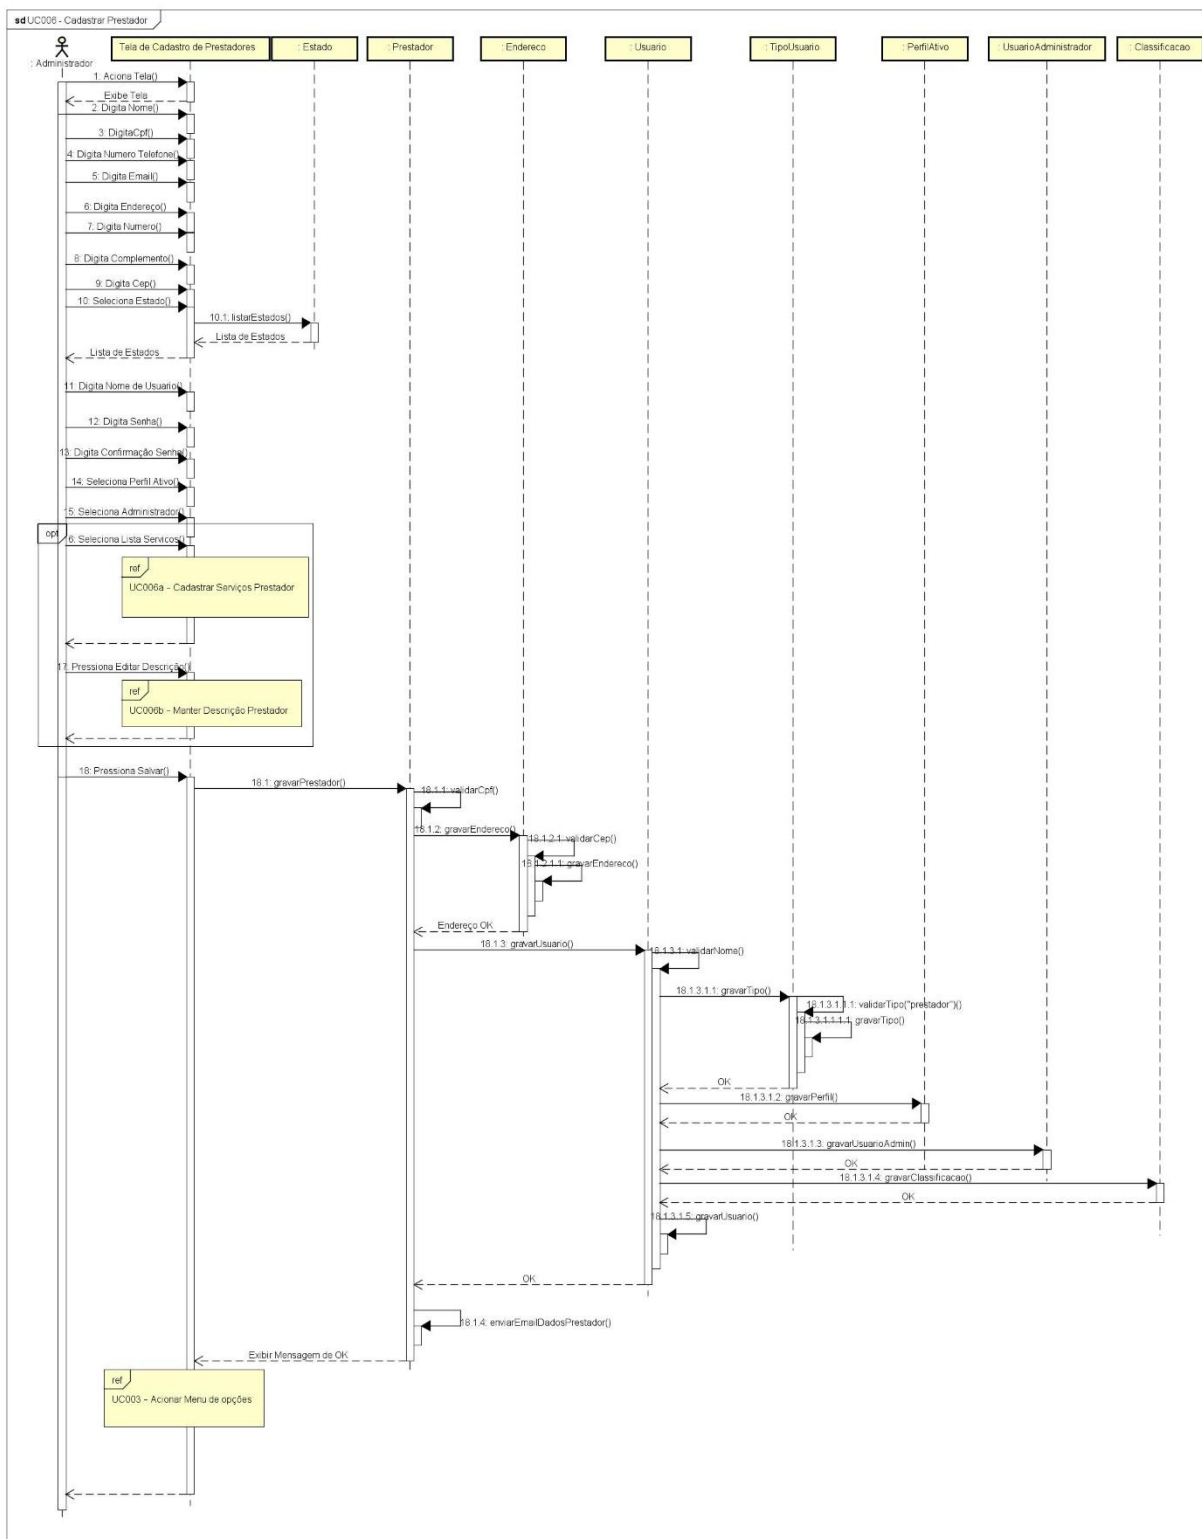 sd UC006 - Cadastrar Prestador
: Administrador
Tela de Cadastro de Prestadores
: Estado
: Prestador
: Endereco
: Usuario
: TipoUsuario
: PerfilAtivo
: UsuarioAdministrador
: Classificacao
1: Aciona Tela()
Exibe Tela
2: Digita Nome()
3: DigitaCpf()
4: Digita Numero Telefone()
5: Digita Email()
6: Digita Endereço()
7: Digita Numero()
8: Digita Complemento()
9: Digita Cep()
10: Seleciona Estado()
10.1: listarEstados()
Lista de Estados
Lista de Estados
11: Digita Nome de Usuario()
12: Digita Senha()
13: Digita Confirmação Senha()
14: Seleciona Perfil Ativo()
15: Seleciona Administrador()
opt
6: Seleciona Lista Servicos()
ref
UC006a - Cadastrar Serviços Prestador
17: Pressiona Editar Descrição()
ref
UC006b - Manter Descrição Prestador
18: Pressiona Salvar()
18.1: gravarPrestador()
18.1.1: validarCpf()
18.1.2: gravarEndereco()
18.1.2.1: validarCep()
18.1.2.1.1: gravarEndereco()
Endereço OK
18.1.3: gravarUsuario()
18.1.3.1: validarNome()
18.1.3.1.1: gravarTipo()
18.1.3.1.1.1: validarTipo("prestador")()
18.1.3.1.1.1.1: gravarTipo()
OK
18.1.3.1.2: gravarPerfil()
OK
18.1.3.1.3: gravarUsuarioAdmin()
OK
18.1.3.1.4: gravarClassificacao()
OK
18.1.3.1.5: gravarUsuario()
OK
18.1.4: enviarEmailDadosPrestador()
Exibir Mensagem de OK
ref
UC003 - Acionar Menu de opções